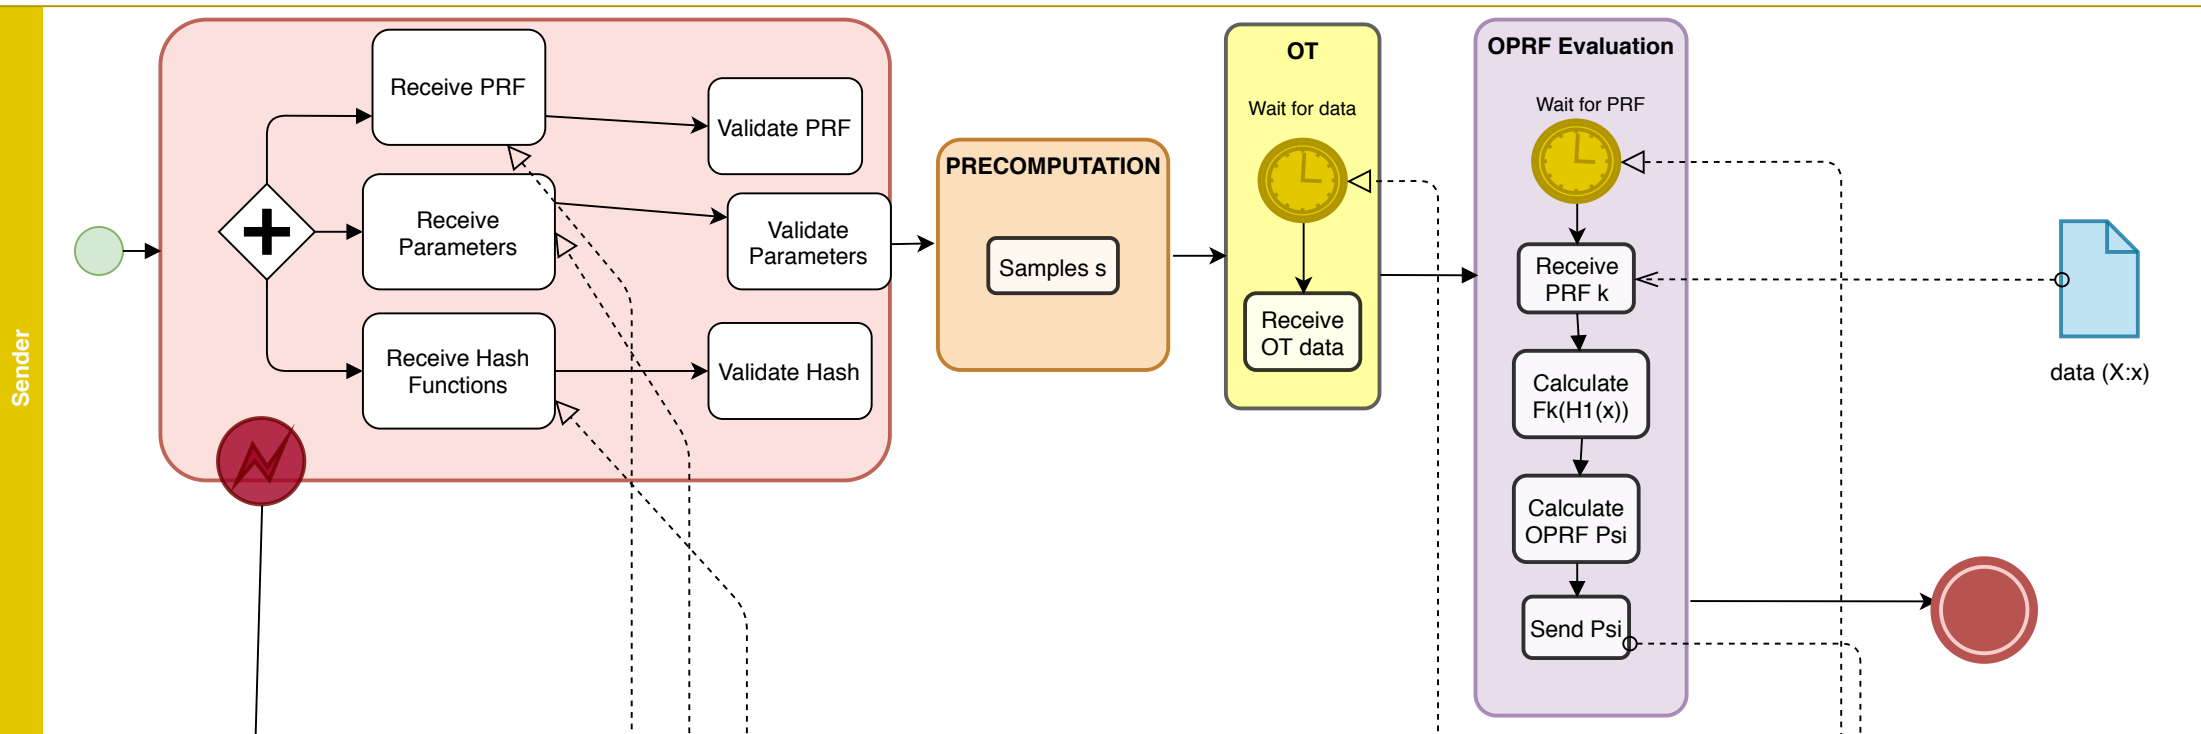 Sender
Receive PRF
Validate PRF
Receive
Parameters
Validate
Parameters
Receive Hash
Functions
Validate Hash
PRECOMPUTATION
Samples s
OT
Wait for data
Receive
OT data
OPRF Evaluation
Wait for PRF
Receive
PRF k
Calculate
Fk(H1(x))
Calculate
OPRF Psi
Send Psi
data (X:x)